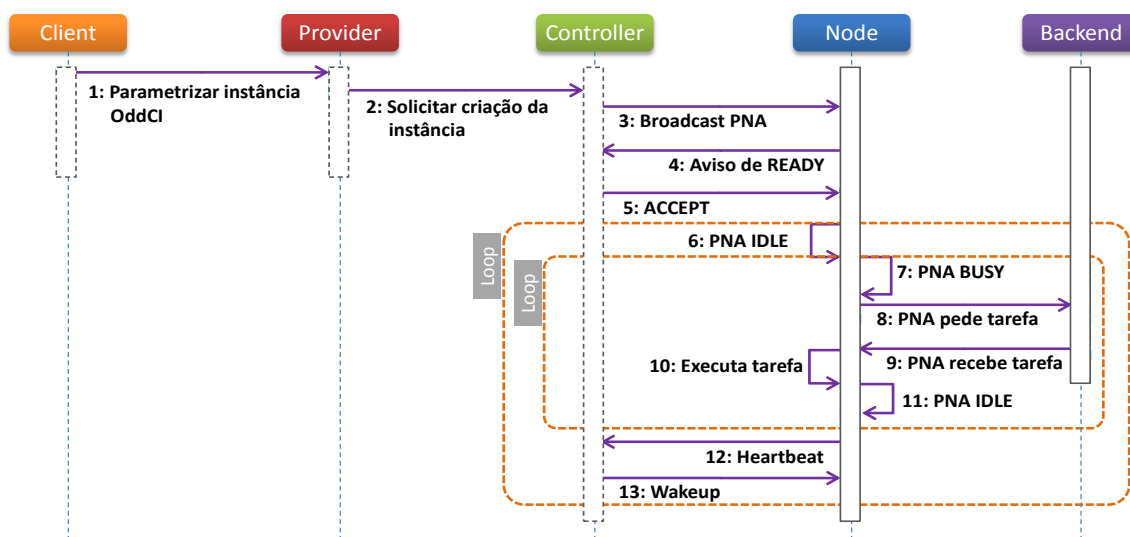 Client
Provider
Controller
Node
Backend
1: Parametrizar instância
OddCI
2: Solicitar criação da
instância
3: Broadcast PNA
4: Aviso de READY
5: ACCEPT
Loop
6: PNA IDLE
Loop
7: PNA BUSY
8: PNA pede tarefa
9: PNA recebe tarefa
10: Executa tarefa
11: PNA IDLE
12: Heartbeat
13: Wakeup